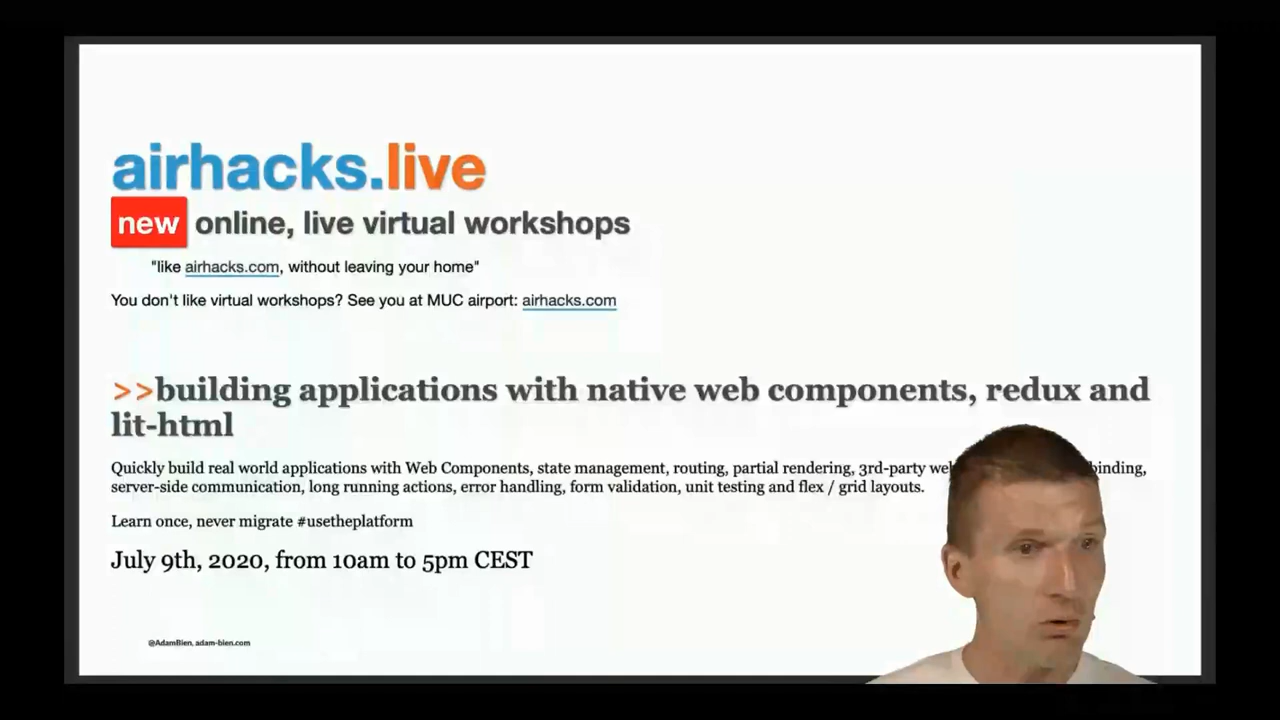 airhacks.live
new online, live virtual workshops
"like airhacks.com, without leaving your home"
You don't like virtual workshops? See you at MUC airport: airhacks.com
>>building applications with native web components, redux and
lit-html
Quickly build real world applications with Web Components, state management, routing, partial rendering, 3rd-party binding,
server-side communication, long running actions, error handling, form validation, unit testing and flex / grid layouts.
Learn once, never migrate #usetheplatform
July 9th, 2020, from 10am to 5pm CEST
@AdamBien, adam-bien.com